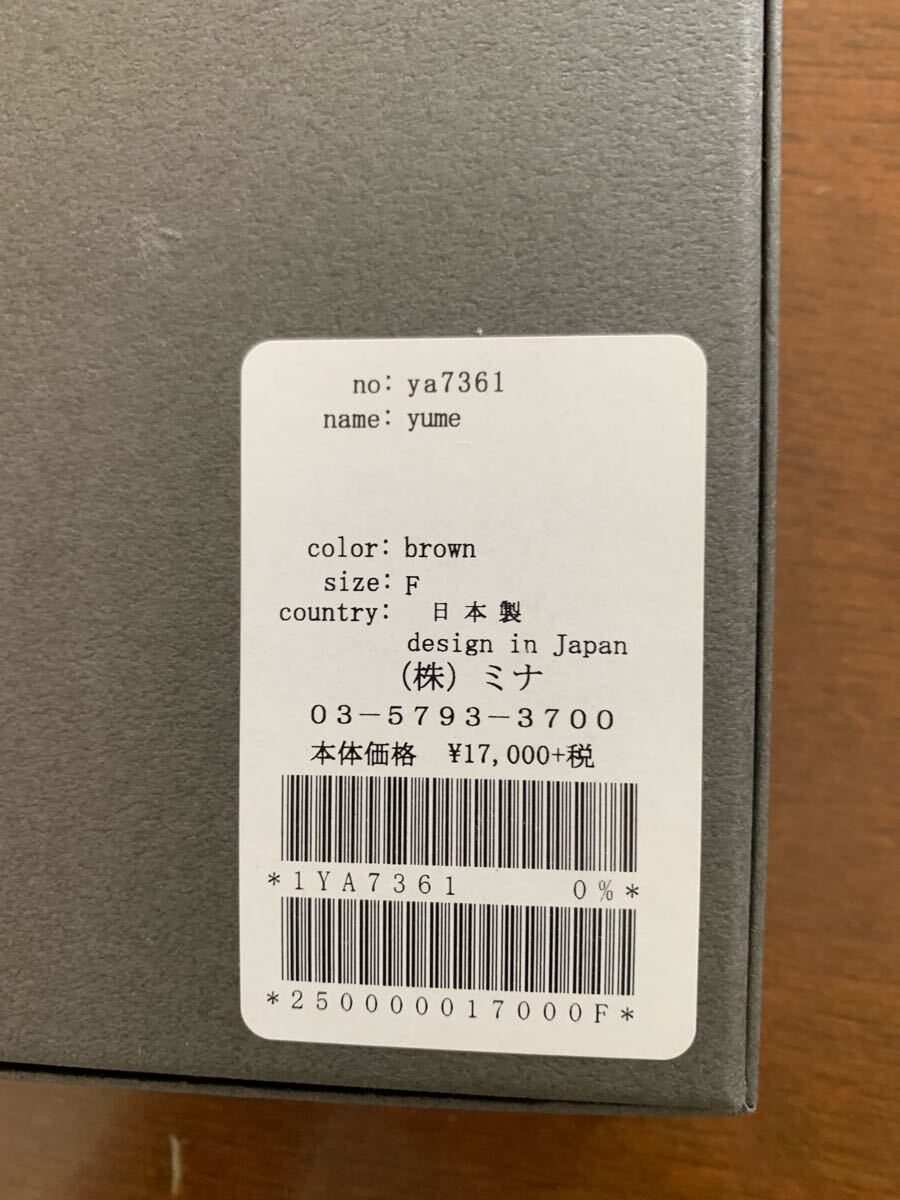 no: ya7361
name: yume
color: brown
size: F
country: 日本製
design in Japan
(株) ミナ
03-5793-3700
本体価格 ¥17,000+税
*1YA7361 0%*
*250000017000F*